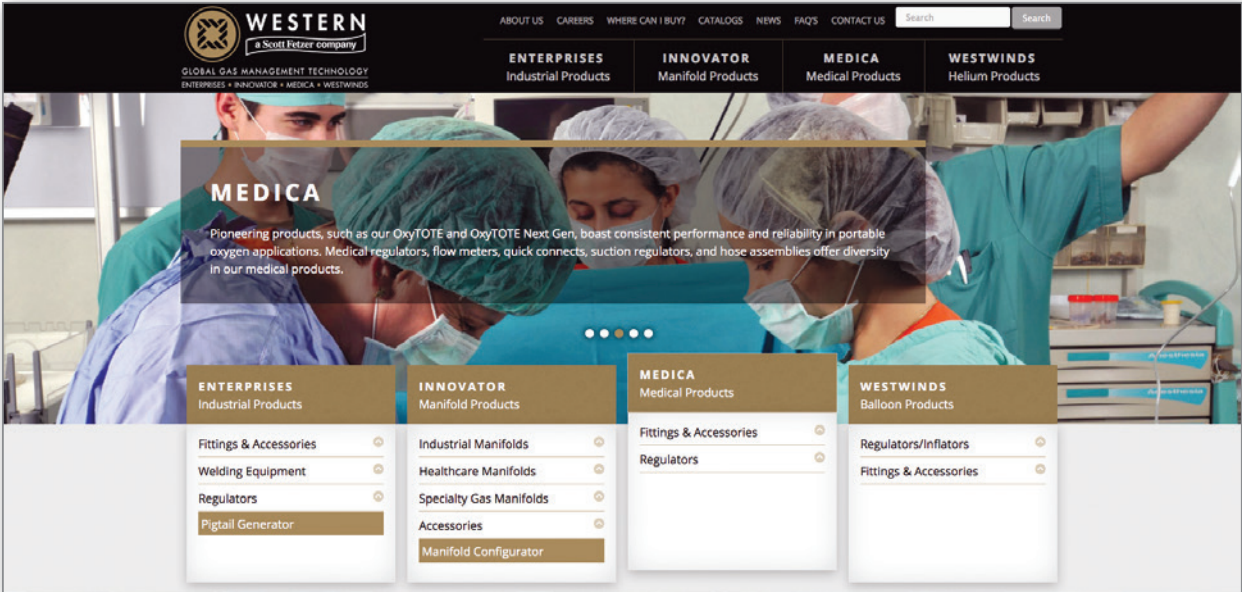 WESTERN
a Scott Fetzer company
GLOBAL GAS MANAGEMENT TECHNOLOGY
ENTERPRISES • INNOVATOR • MEDICA • WESTWINDS
ABOUT US CAREERS WHERE CAN I BUY? CATALOGS NEWS FAQ'S CONTACT US Search Search
ENTERPRISES
Industrial Products
INNOVATOR
Manifold Products
MEDICA
Medical Products
WESTWINDS
Helium Products
MEDICA
Pioneering products, such as our OxyTOTE and OxyTOTE Next Gen, boast consistent performance and reliability in portable
oxygen applications. Medical regulators, flow meters, quick connects, suction regulators, and hose assemblies offer diversity
in our medical products.
ENTERPRISES
Industrial Products
Fittings & Accessories
Welding Equipment
Regulators
Pigtail Generator
INNOVATOR
Manifold Products
Industrial Manifolds
Healthcare Manifolds
Specialty Gas Manifolds
Accessories
Manifold Configurator
MEDICA
Medical Products
Fittings & Accessories
Regulators
WESTWINDS
Balloon Products
Regulators/Inflators
Fittings & Accessories